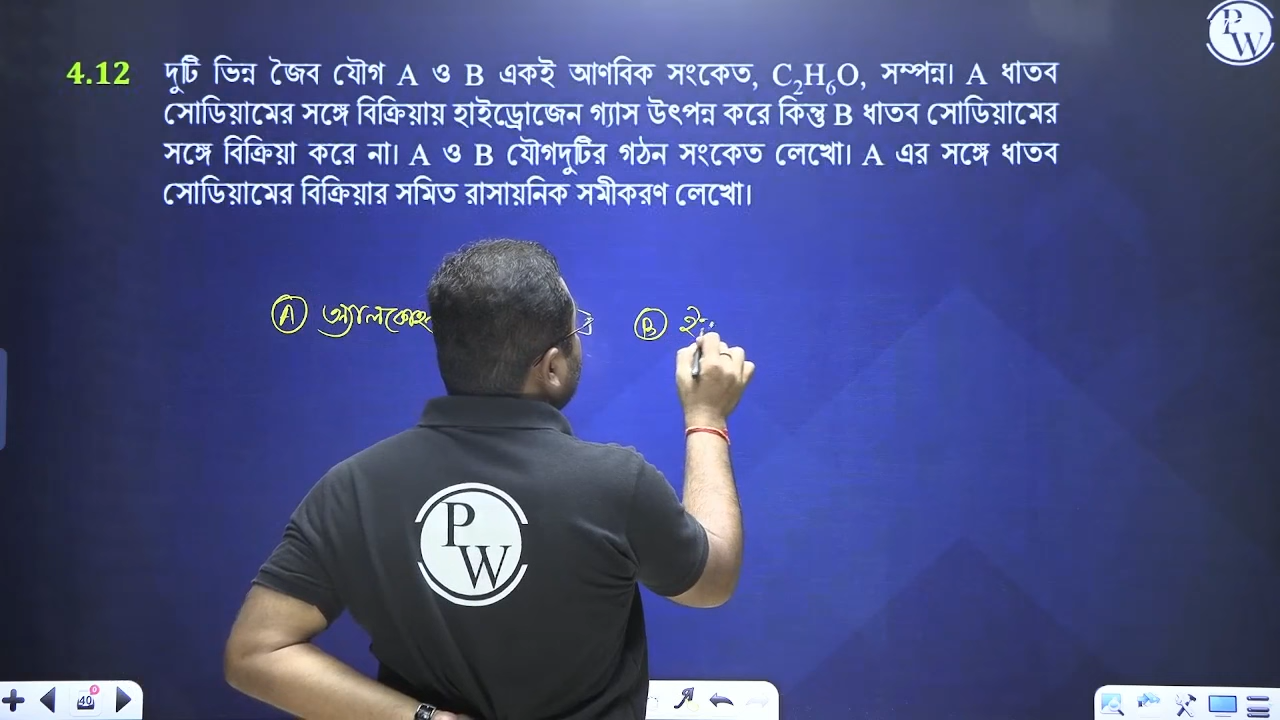 PW
4.12 দুটি ভিন্ন জৈব যৌগ A ও B একই আণবিক সংকেত, C₂H₆O, সম্পন্ন। A ধাতব
সোডিয়ামের সঙ্গে বিক্রিয়ায় হাইড্রোজেন গ্যাস উৎপন্ন করে কিন্তু B ধাতব সোডিয়ামের
সঙ্গে বিক্রিয়া করে না। A ও B যৌগদুটির গঠন সংকেত লেখো। A এর সঙ্গে ধাতব
সোডিয়ামের বিক্রিয়ার সমিত রাসায়নিক সমীকরণ লেখো।
A B
PW
40